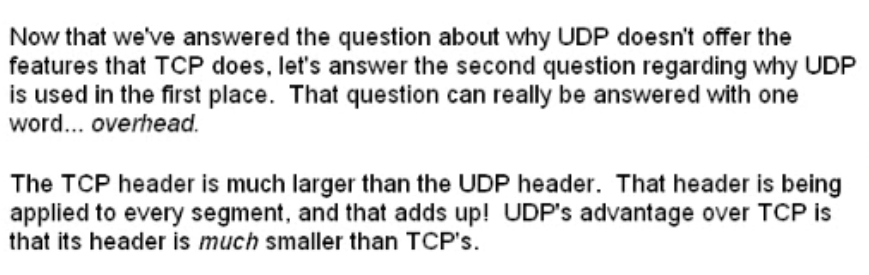 Now that we've answered the question about why UDP doesn't offer the
features that TCP does, let's answer the second question regarding why UDP
is used in the first place.  That question can really be answered with one
word... overhead.
The TCP header is much larger than the UDP header.  That header is being
applied to every segment, and that adds up!  UDP's advantage over TCP is
that its header is much smaller than TCP's.